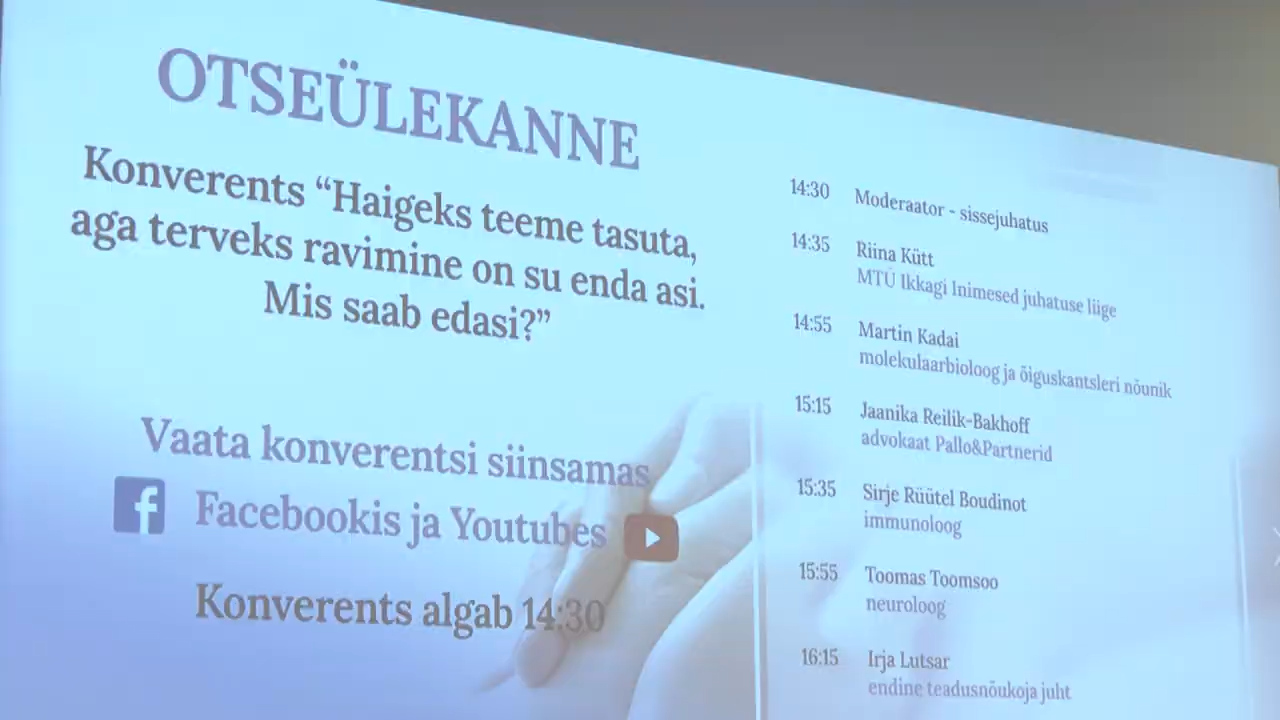 OTSEÜLEKANNE
Konverents “Haigeks teeme tasuta,
aga terveks ravimine on su enda asi.
Mis saab edasi?”
Vaata konverentsi siinsamas
Facebookis ja Youtubes
Konverents algab 14:30
14:30 Moderaator - sissejuhatus
14:35 Riina Kütt
MTÜ Ikkagi Inimesed juhatuse liige
14:55 Martin Kadai
molekulaarbioloog ja õiguskantsleri nõunik
15:15 Jaanika Reilik-Bakhoff
advokaat Pallo&Partnerid
15:35 Sirje Rüütel Boudinot
immunoloog
15:55 Toomas Toomsoo
neuroloog
16:15 Irja Lutsar
endine teadusnõukoja juht